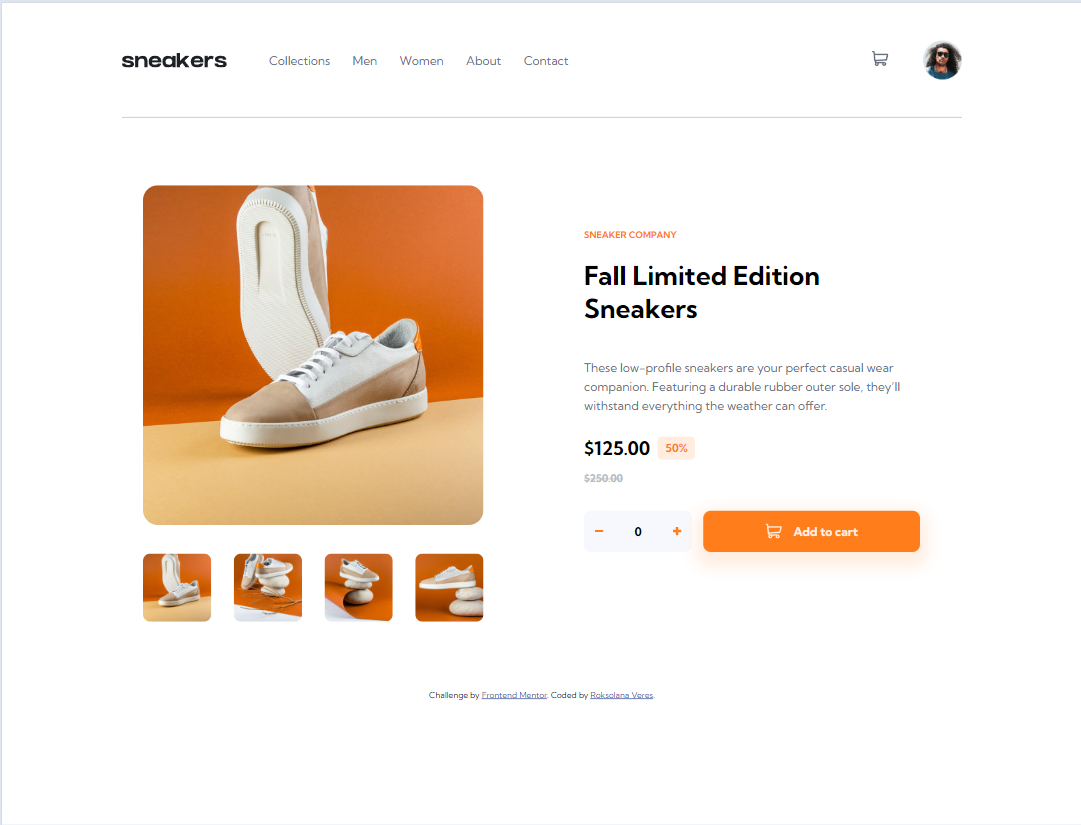 sneakers Collections Men Women About Contact
SNEAKER COMPANY
Fall Limited Edition
Sneakers
These low-profile sneakers are your perfect casual wear
companion. Featuring a durable rubber outer sole, they’ll
withstand everything the weather can offer.
$125.00 50%
$250.00
− 0 + Add to cart
Challenge by Frontend Mentor. Coded by Roksolana Veres.